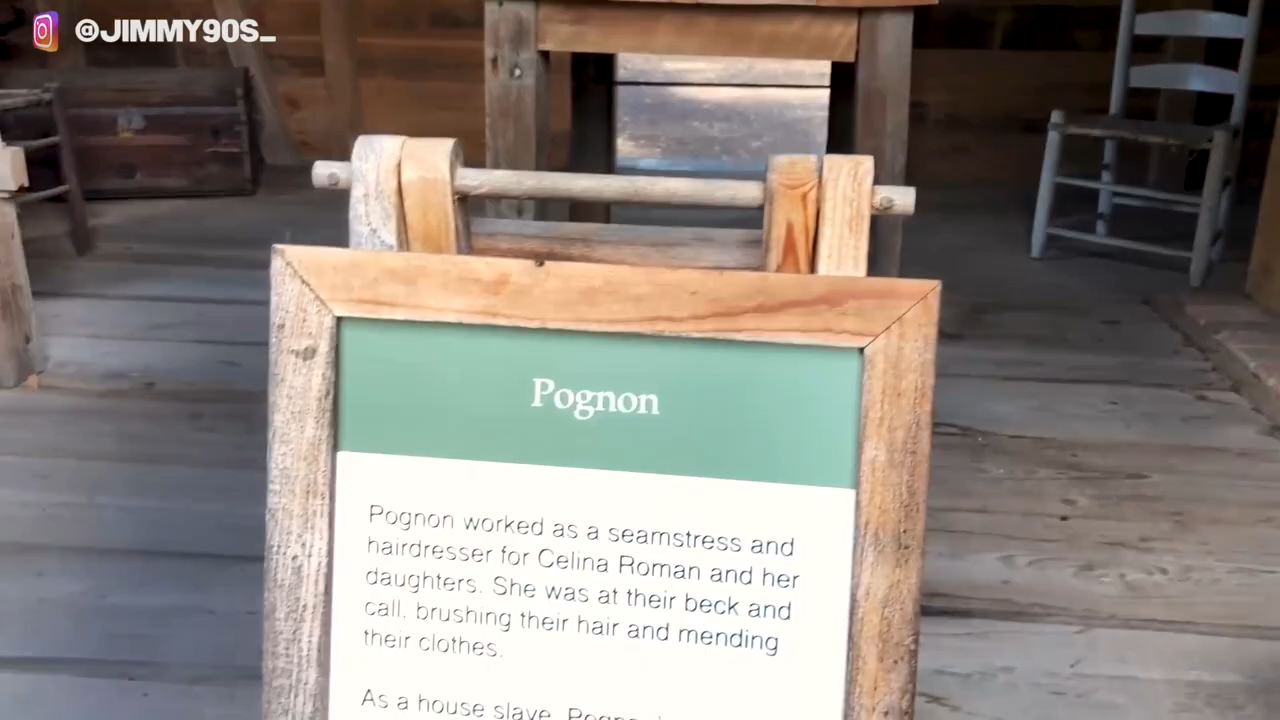 @JIMMY90S_
Pognon
Pognon worked as a seamstress and
hairdresser for Celina Roman and her
daughters. She was at their beck and
call, brushing their hair and mending
their clothes.
As a house slave,